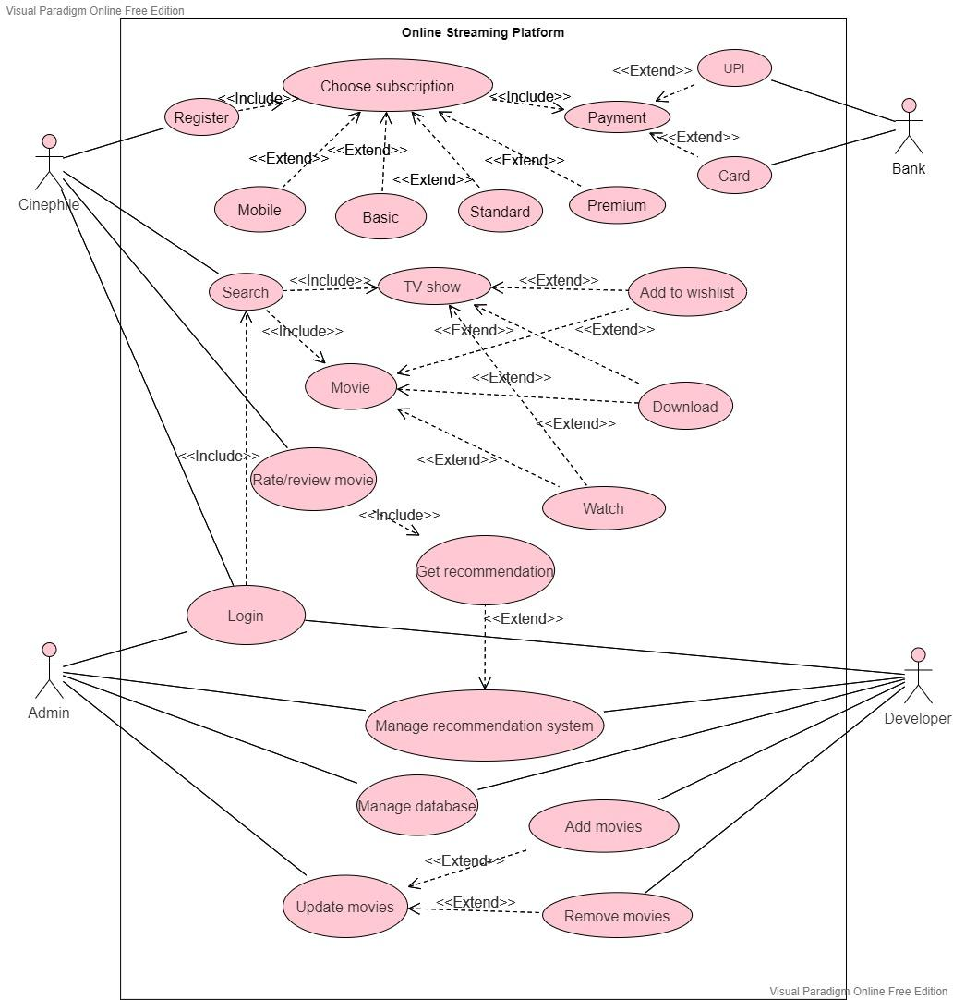 Visual Paradigm Online Free Edition
Online Streaming Platform
<<Extend>>
UPI
Choose subscription
<<Include>>
<<Include>>
Register
Payment
<<Extend>>
<<Extend>>
<<Extend>>
<<Extend>>
<<Extend>>
Card
Bank
Cinephile
Mobile
Basic
Standard
Premium
<<Include>>
TV show
<<Extend>>
Add to wishlist
Search
<<Include>>
<<Extend>>
<<Extend>>
Movie
<<Extend>>
Download
<<Extend>>
<<Include>>
<<Extend>>
Rate/review movie
Watch
<<Include>>
Get recommendation
Login
<<Extend>>
Admin
Developer
Manage recommendation system
Manage database
Add movies
<<Extend>>
<<Extend>>
Update movies
Remove movies
Visual Paradigm Online Free Edition